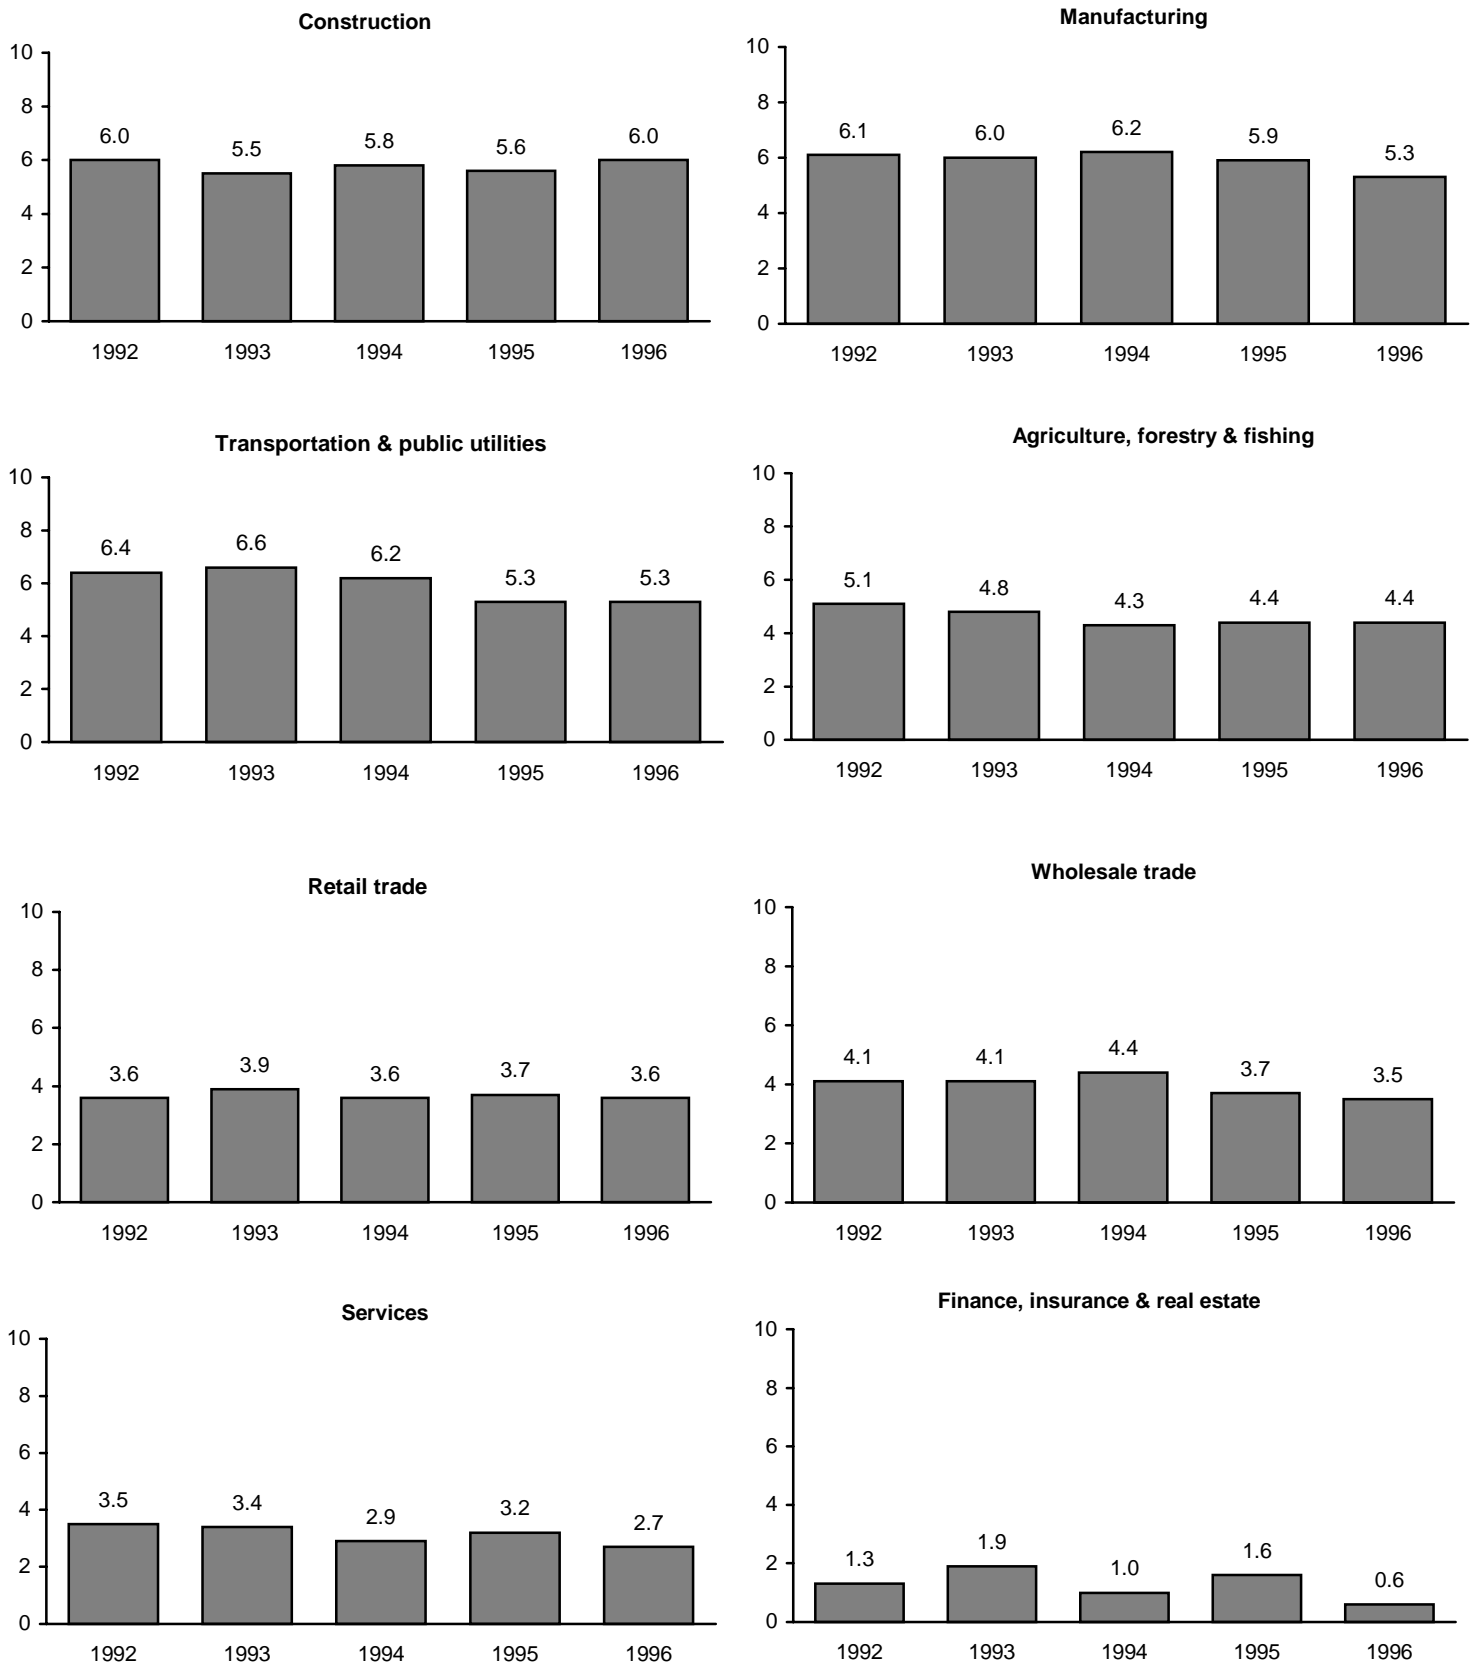 Construction
10
8
6
4
2
0
6.0 5.5 5.8 5.6 6.0
1992 1993 1994 1995 1996
Manufacturing
10
8
6
4
2
0
6.1 6.0 6.2 5.9 5.3
1992 1993 1994 1995 1996
Transportation & public utilities
10
8
6
4
2
0
6.4 6.6 6.2 5.3 5.3
1992 1993 1994 1995 1996
Agriculture, forestry & fishing
10
8
6
4
2
0
5.1 4.8 4.3 4.4 4.4
1992 1993 1994 1995 1996
Retail trade
10
8
6
4
2
0
3.6 3.9 3.6 3.7 3.6
1992 1993 1994 1995 1996
Wholesale trade
10
8
6
4
2
0
4.1 4.1 4.4 3.7 3.5
1992 1993 1994 1995 1996
Services
10
8
6
4
2
0
3.5 3.4 2.9 3.2 2.7
1992 1993 1994 1995 1996
Finance, insurance & real estate
10
8
6
4
2
0
1.3 1.9 1.0 1.6 0.6
1992 1993 1994 1995 1996